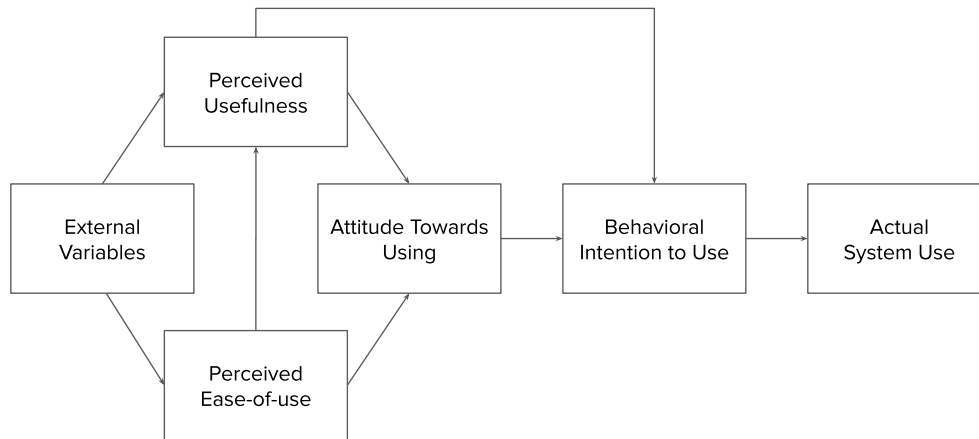 Perceived
Usefulness
External
Variables
Attitude Towards
Using
Behavioral
Intention to Use
Actual
System Use
Perceived
Ease-of-use